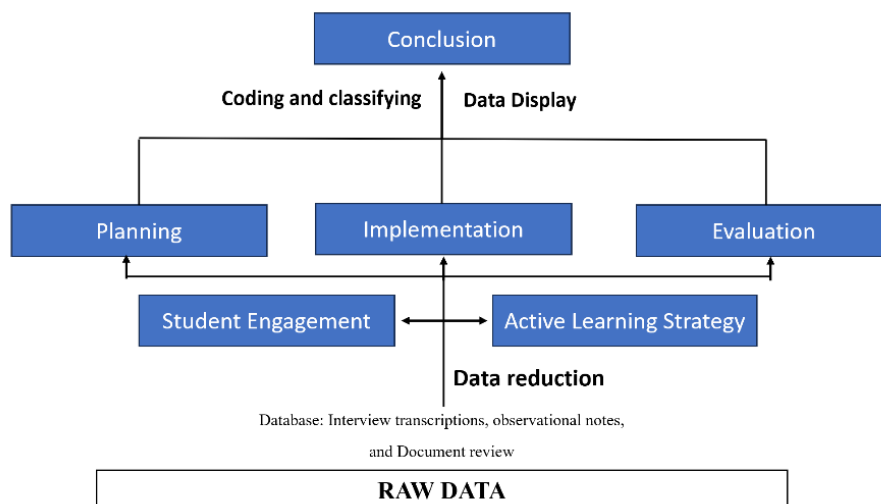 Conclusion
Coding and classifying
Data Display
Planning
Implementation
Evaluation
Student Engagement
Active Learning Strategy
Data reduction
Database: Interview transcriptions, observational notes,
and Document review
RAW DATA